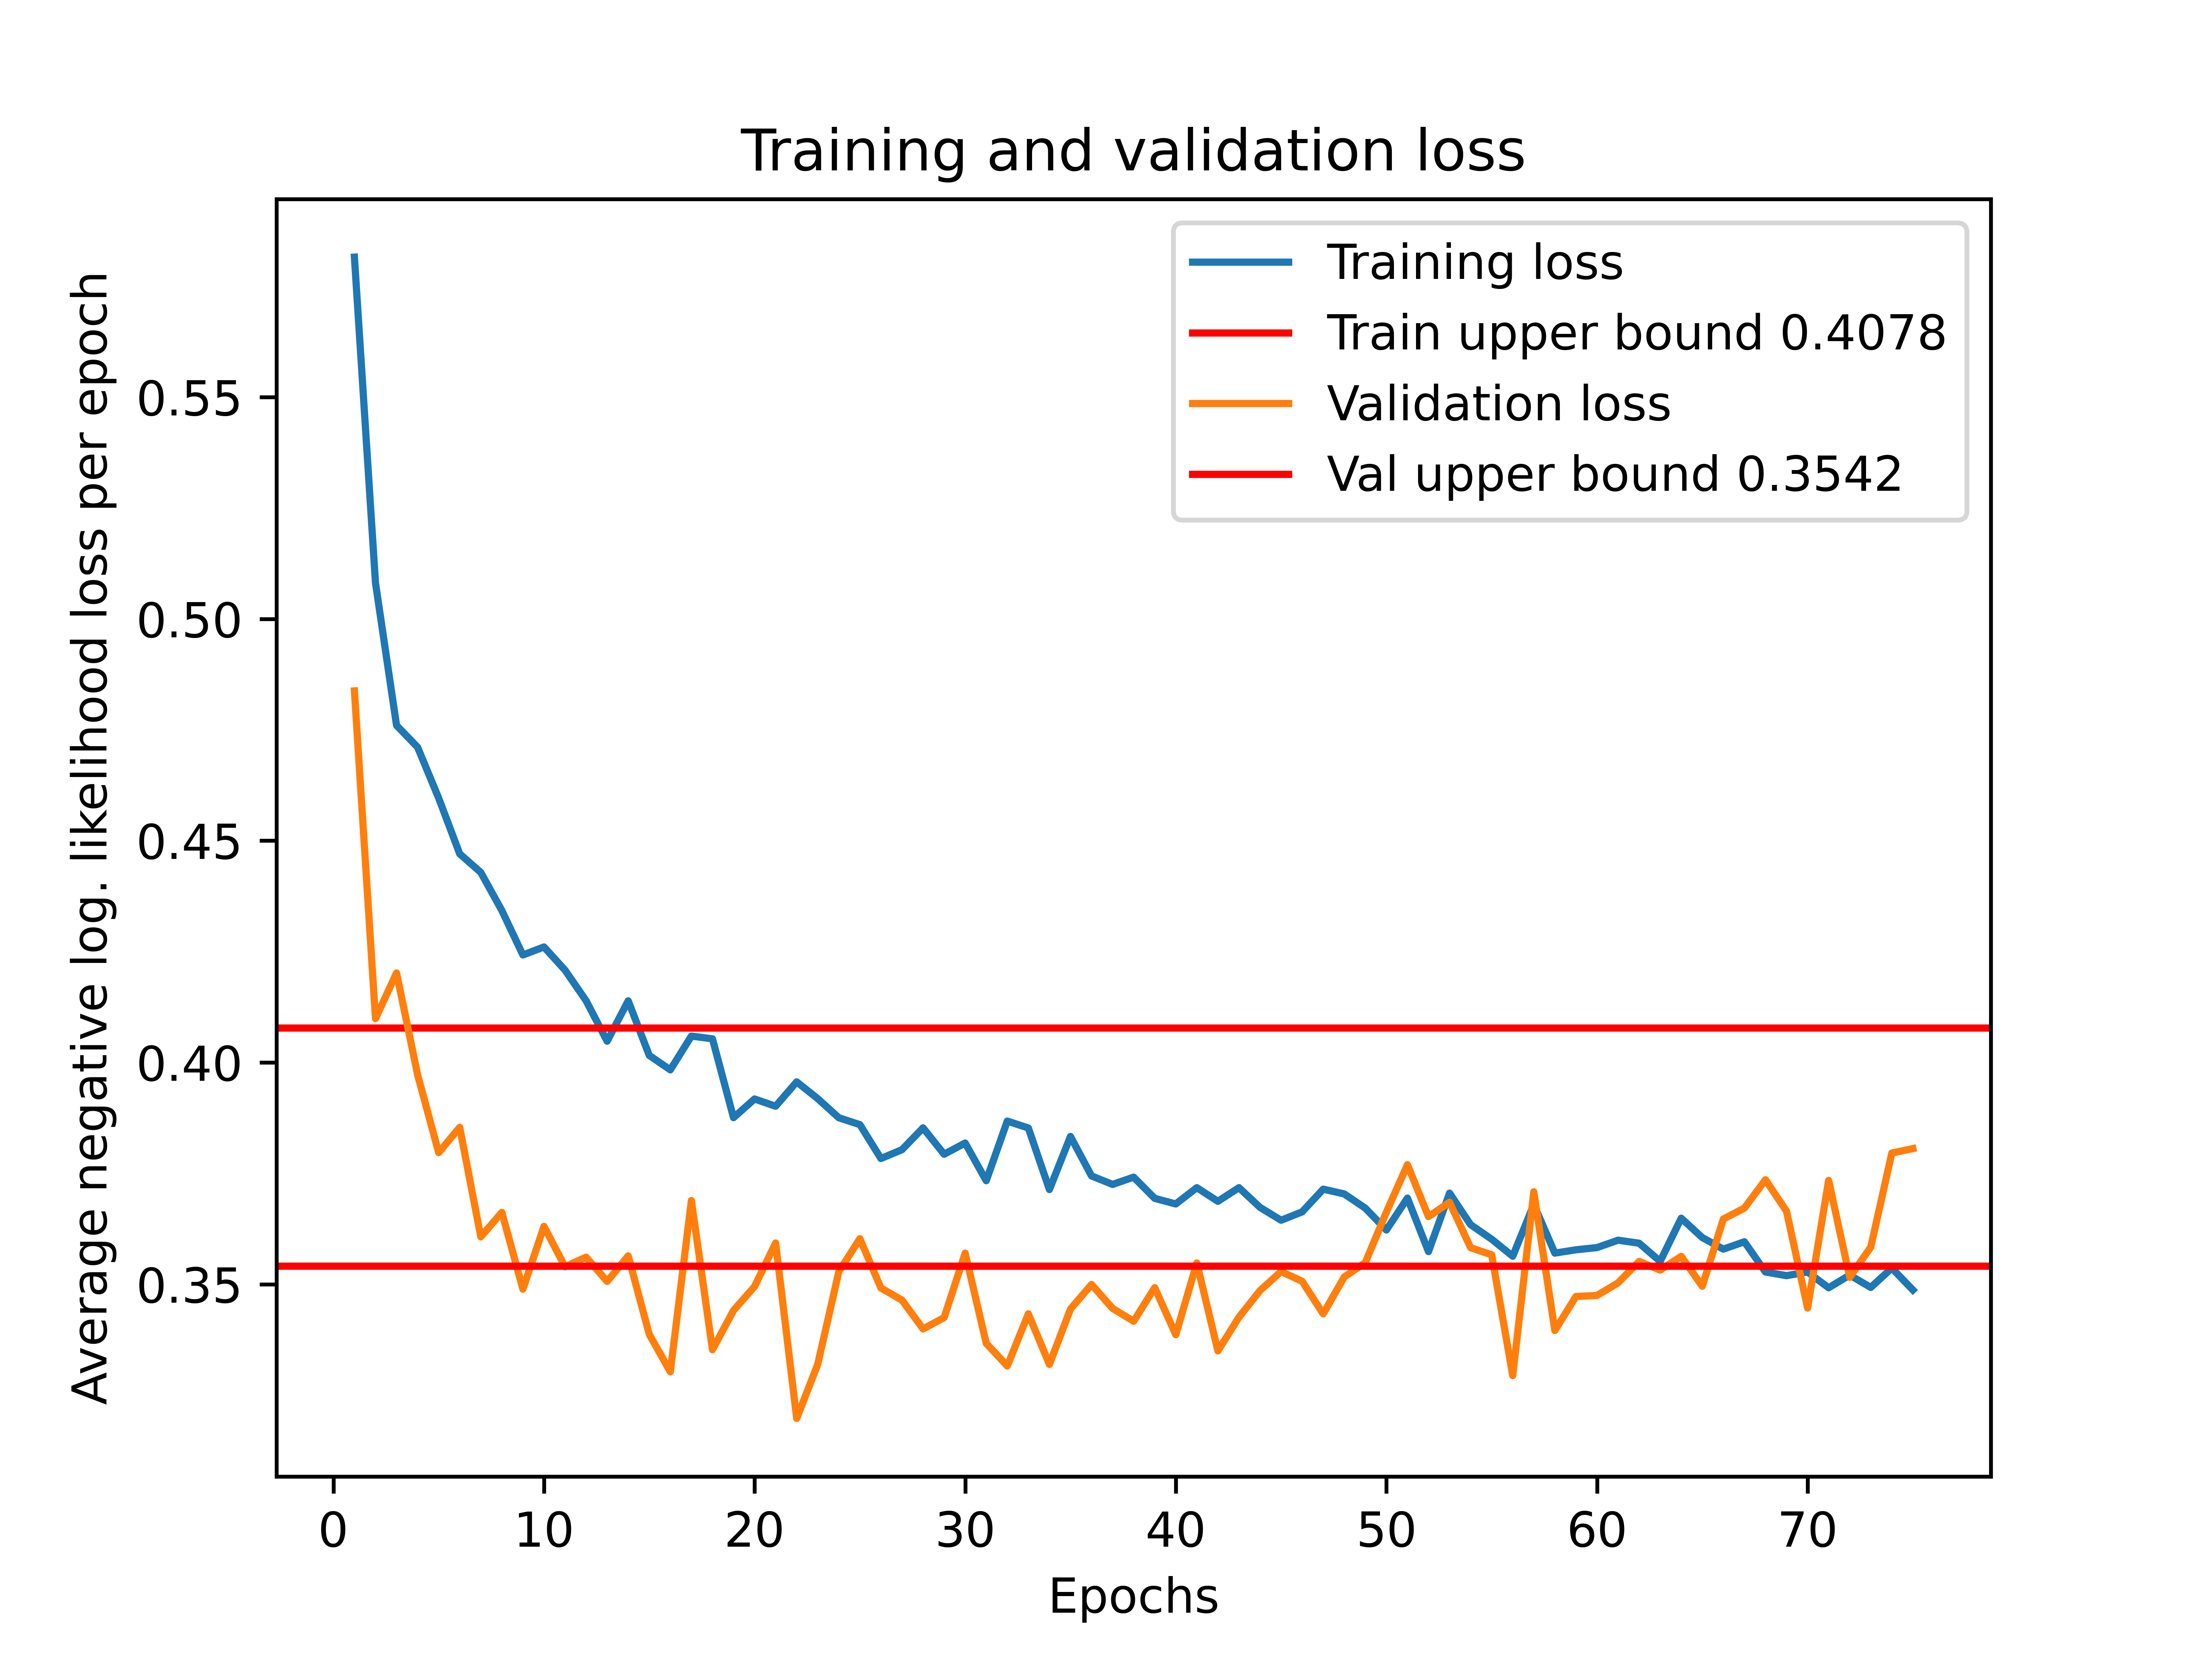 Training and validation loss
Training loss
Train upper bound 0.4078
Validation loss
Val upper bound 0.3542
Average negative log. likelihood loss per epoch
0.55
0.50
0.45
0.40
0.35
0 10 20 30 40 50 60 70
Epochs